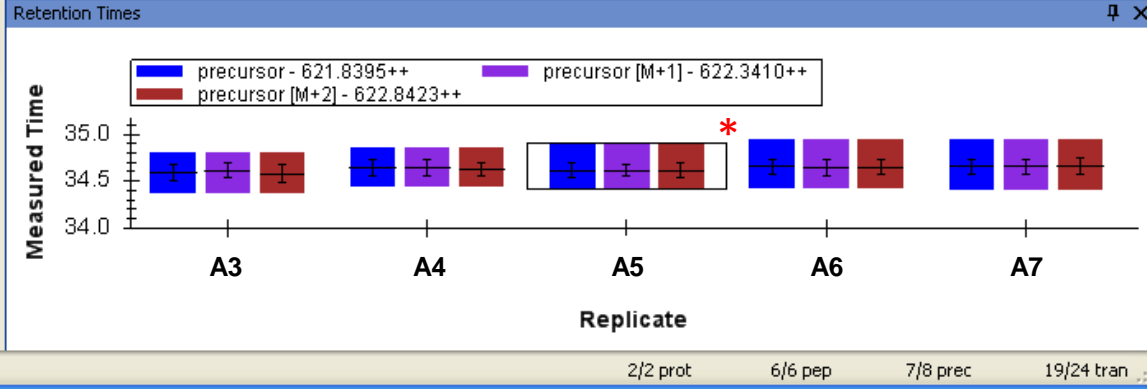 Retention Times
precursor - 621.8395++ precursor [M+1] - 622.3410++
precursor [M+2] - 622.8423++
*
Measured Time
35.0
34.5
34.0
A3 A4 A5 A6 A7
Replicate
2/2 prot 6/6 pep 7/8 prec 19/24 tran